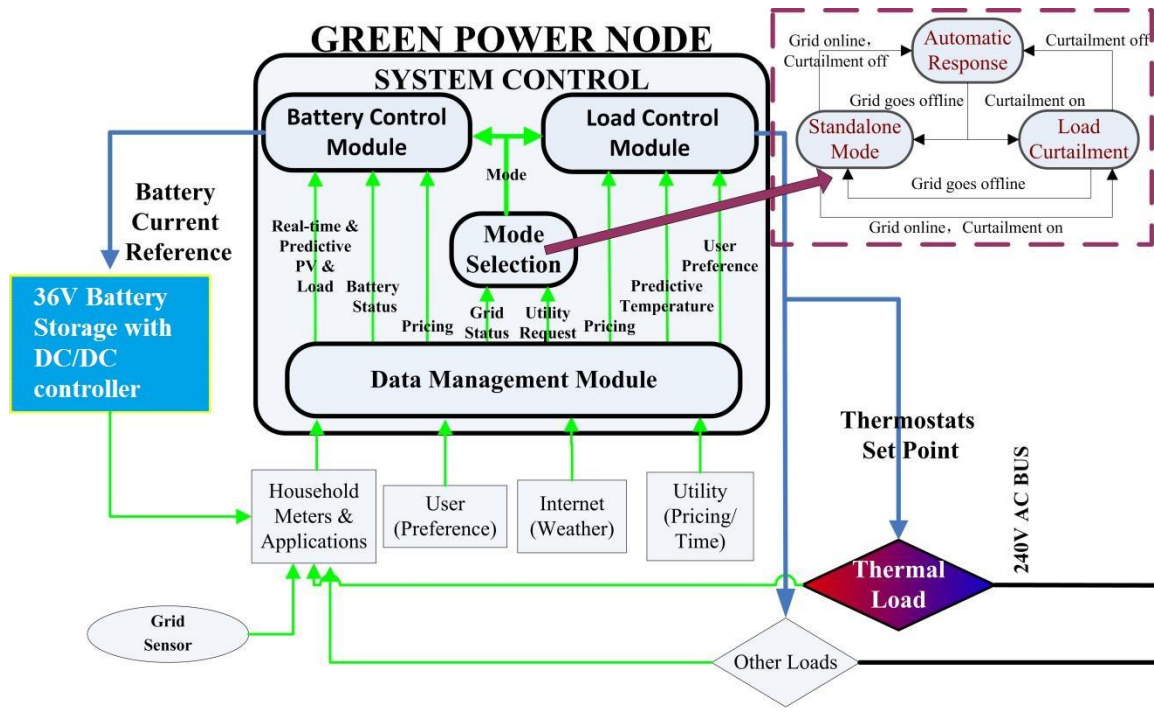 GREEN POWER NODE
SYSTEM CONTROL
Battery Control
Module
Load Control
Module
Mode
Mode
Selection
Real-time &
Predictive
PV &
Load
Battery
Status
Pricing
Grid
Status
Utility
Request
Pricing
Predictive
Temperature
User
Preference
Data Management Module
Battery
Current
Reference
36V Battery
Storage with
DC/DC
controller
Household
Meters &
Applications
User
(Preference)
Internet
(Weather)
Utility
(Pricing/
Time)
Grid
Sensor
Grid online,
Curtailment off
Automatic
Response
Curtailment off
Grid goes offline
Curtailment on
Standalone
Mode
Load
Curtailment
Grid goes offline
Grid online, Curtailment on
Thermostats
Set Point
240V AC BUS
Thermal
Load
Other Loads